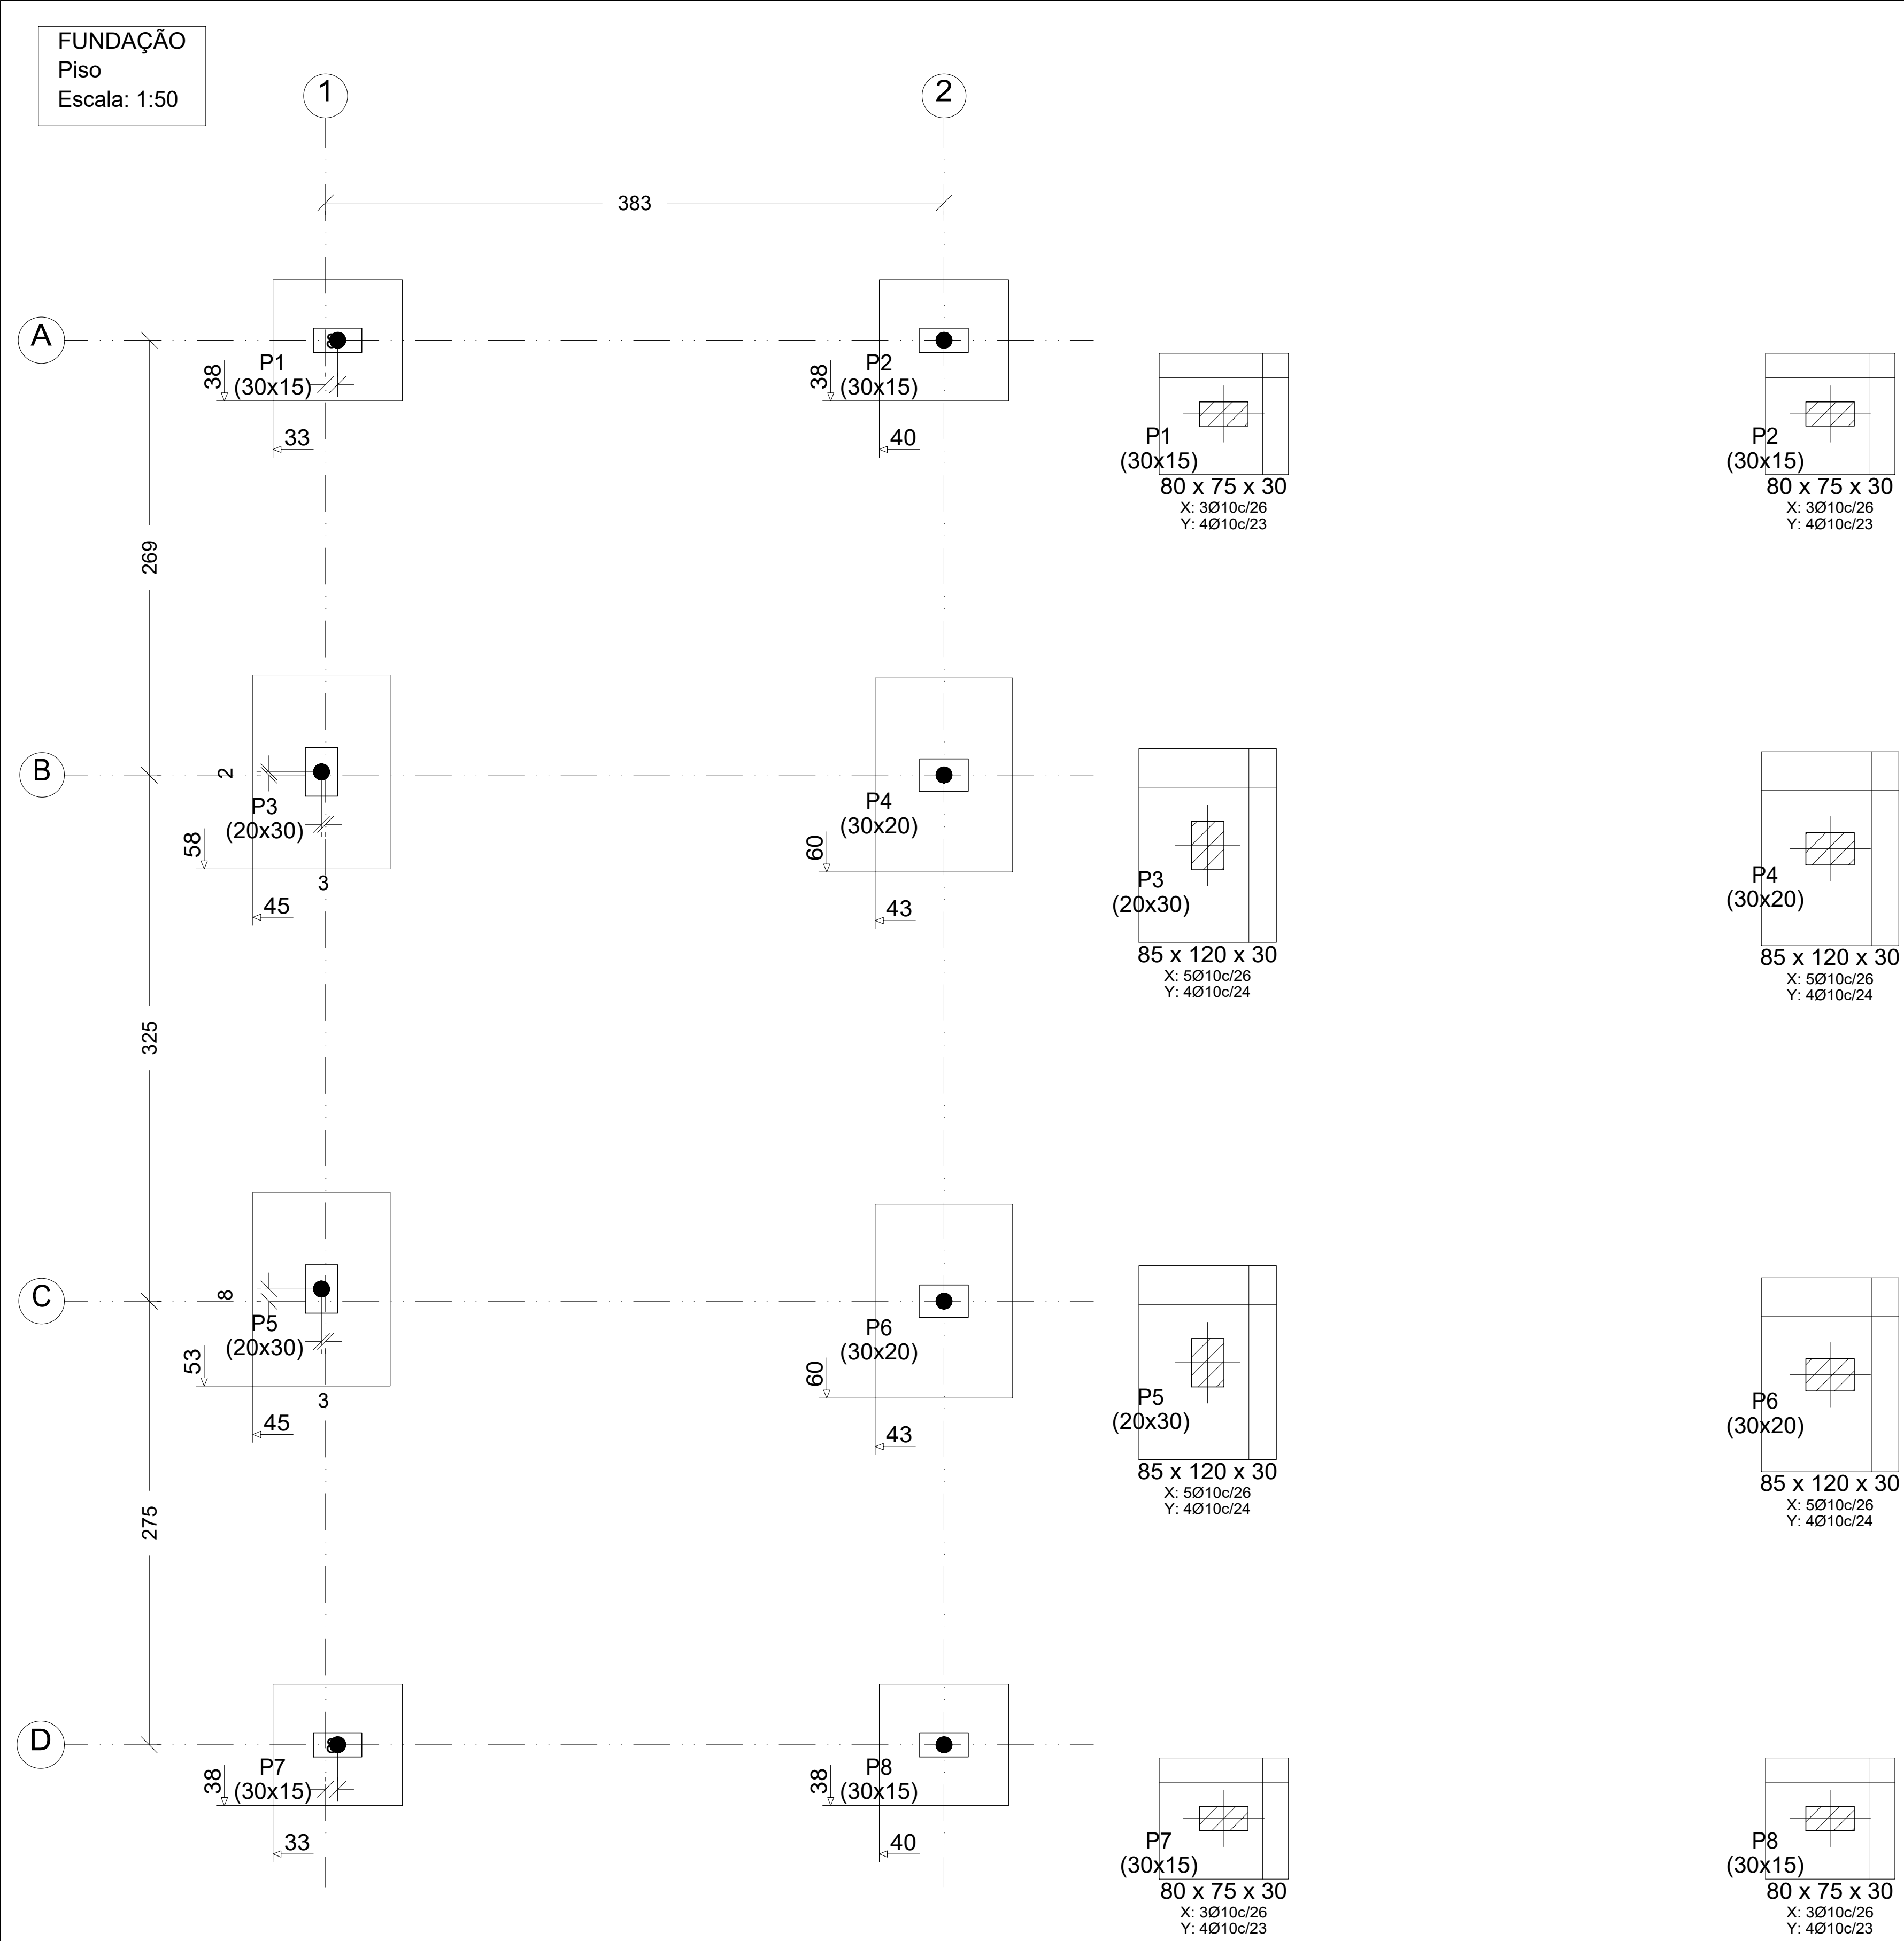 FUNDAÇÃO
Piso
Escala: 1:50
1
2
383
A
8
P1
(30x15)
38
33
P2
(30x15)
38
40
P1
(30x15)
80 x 75 x 30
X: 3Ø10c/26
Y: 4Ø10c/23
P2
(30x15)
80 x 75 x 30
X: 3Ø10c/26
Y: 4Ø10c/23
269
B
2
P3
(20x30)
58
3
45
P4
(30x20)
60
43
P3
(20x30)
85 x 120 x 30
X: 5Ø10c/26
Y: 4Ø10c/24
P4
(30x20)
85 x 120 x 30
X: 5Ø10c/26
Y: 4Ø10c/24
325
C
8
P5
(20x30)
53
3
45
P6
(30x20)
60
43
P5
(20x30)
85 x 120 x 30
X: 5Ø10c/26
Y: 4Ø10c/24
P6
(30x20)
85 x 120 x 30
X: 5Ø10c/26
Y: 4Ø10c/24
275
D
8
P7
(30x15)
38
33
P8
(30x15)
38
40
P7
(30x15)
80 x 75 x 30
X: 3Ø10c/26
Y: 4Ø10c/23
P8
(30x15)
80 x 75 x 30
X: 3Ø10c/26
Y: 4Ø10c/23